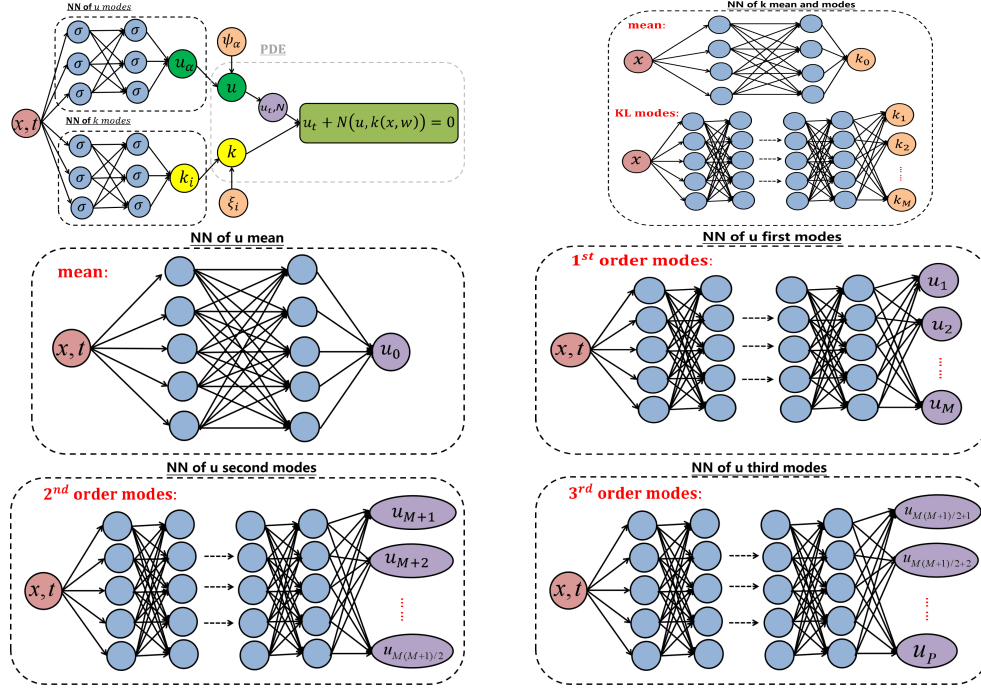 NN of u modes
σ σ
σ σ
σ σ
u_α
ψ_α
PDE
u
u_t,N
x,t
u_t + N(u,k(x,w)) = 0
NN of k modes
σ σ
σ σ
σ σ
k_i
k
ξ_i
NN of k mean and modes
mean:
x
k_0
KL modes:
x
k_1
k_2
⋮
k_M
NN of u mean
mean:
x,t
u_0
NN of u first modes
1^st order modes:
x,t
u_1
u_2
⋮
u_M
NN of u second modes
2^nd order modes:
x,t
u_{M+1}
u_{M+2}
⋮
u_{M(M+1)/2}
NN of u third modes
3^rd order modes:
x,t
u_{M(M+1)/2+1}
u_{M(M+1)/2+2}
⋮
u_P